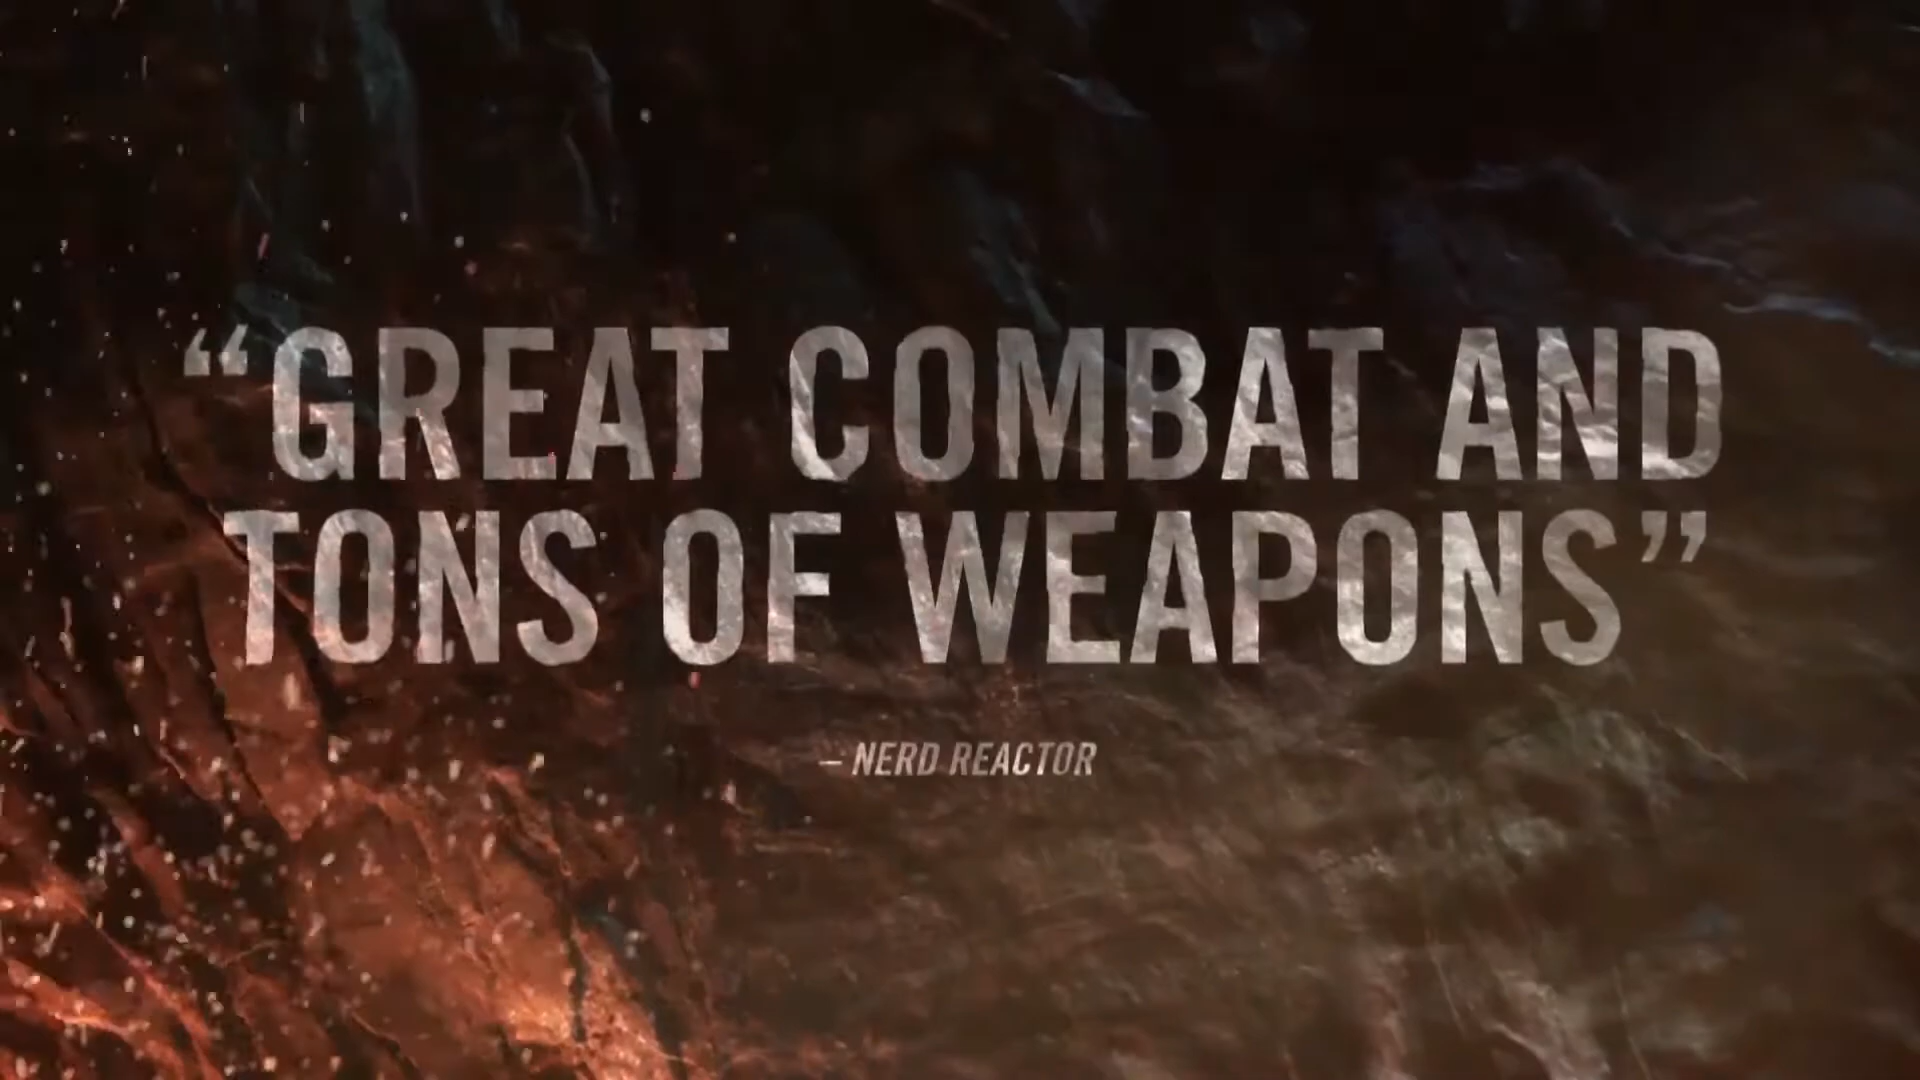 “GREAT COMBAT AND
TONS OF WEAPONS”
– NERD REACTOR